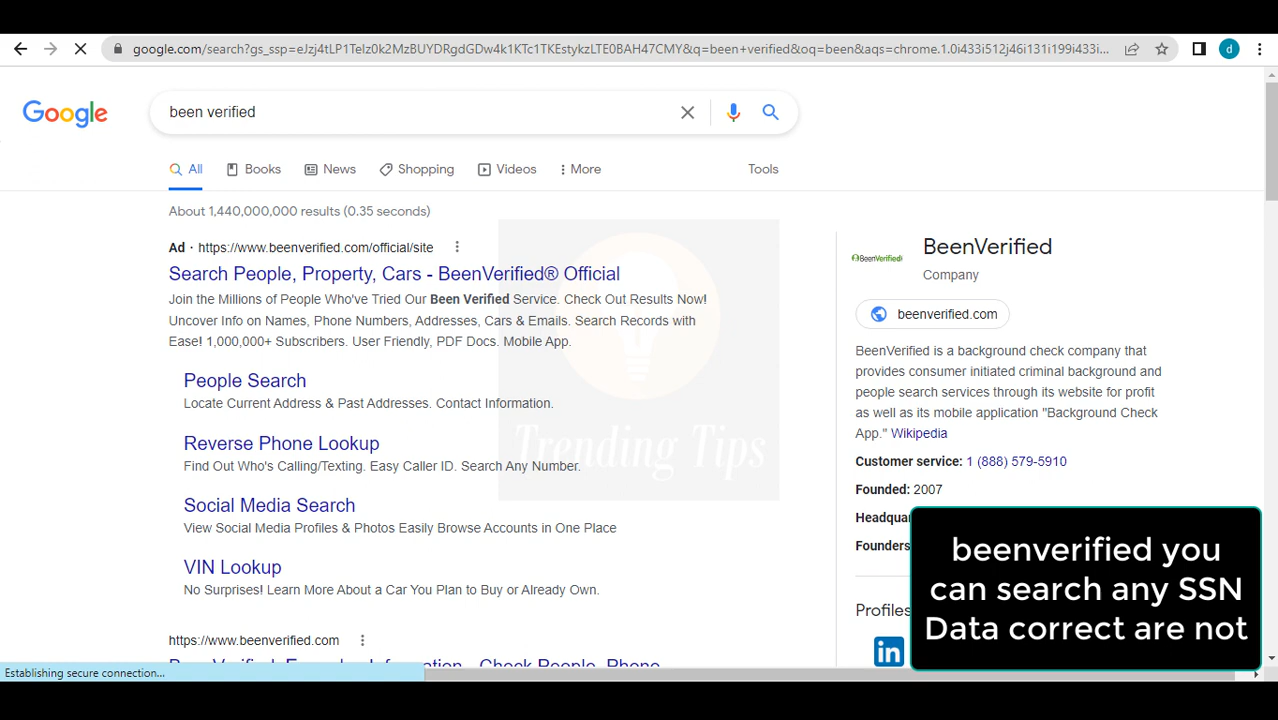 google.com/search?gs_ssp=eJzj4tLP1TeIz0k2MzBUYDRgdGDw4k1KTc1TKEstykzLTE0BAH47CMY&q=been+verified&oq=been&aqs=chrome.1.0i433i512j46i131i199i433i...
d
Google
been verified
All
Books
News
Shopping
Videos
More
Tools
About 1,440,000,000 results (0.35 seconds)
Ad · https://www.beenverified.com/official/site
Search People, Property, Cars - BeenVerified® Official
Join the Millions of People Who've Tried Our Been Verified Service. Check Out Results Now!
Uncover Info on Names, Phone Numbers, Addresses, Cars & Emails. Search Records with
Ease! 1,000,000+ Subscribers. User Friendly, PDF Docs. Mobile App.
People Search
Locate Current Address & Past Addresses. Contact Information.
Reverse Phone Lookup
Find Out Who's Calling/Texting. Easy Caller ID. Search Any Number.
Social Media Search
View Social Media Profiles & Photos Easily Browse Accounts in One Place
VIN Lookup
No Surprises! Learn More About a Car You Plan to Buy or Already Own.
https://www.beenverified.com
Trending Tips
BeenVerified
BeenVerified
Company
beenverified.com
BeenVerified is a background check company that
provides consumer initiated criminal background and
people search services through its website for profit
as well as its mobile application "Background Check
App." Wikipedia
Customer service: 1 (888) 579-5910
Founded: 2007
Headqua
Founders
Profiles
in
beenverified you
can search any SSN
Data correct are not
Establishing secure connection...